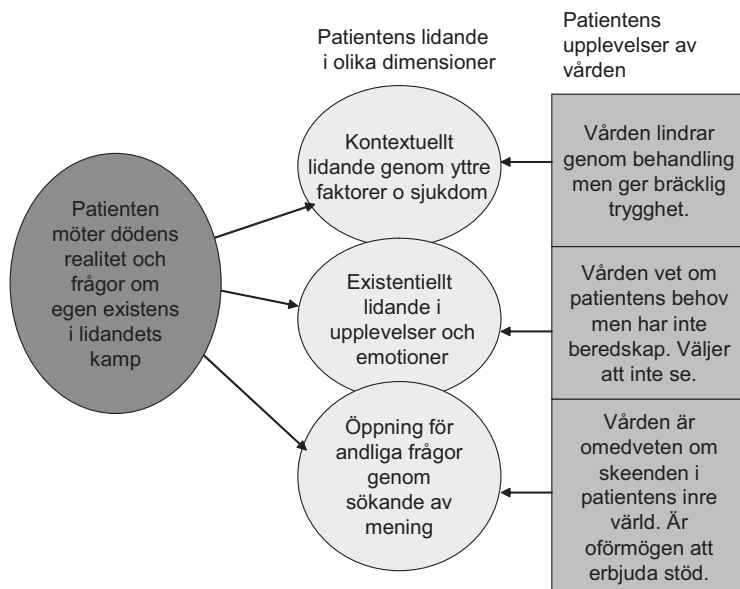 Patientens lidande
i olika dimensioner
Patientens
upplevelser av
vården
Patienten
möter dödens
realitet och
frågor om
egen existens
i lidandets
kamp
Kontextuellt
lidande genom yttre
faktorer o sjukdom
Existentiellt
lidande i
upplevelser och
emotioner
Öppning för
andliga frågor
genom
sökande av
mening
Vården lindrar
genom behandling
men ger bräcklig
trygghet.
Vården vet om
patientens behov
men har inte
beredskap. Väljer
att inte se.
Vården är
omedveten om
skeenden i
patientens inre
värld. Är
oförmögen att
erbjuda stöd.